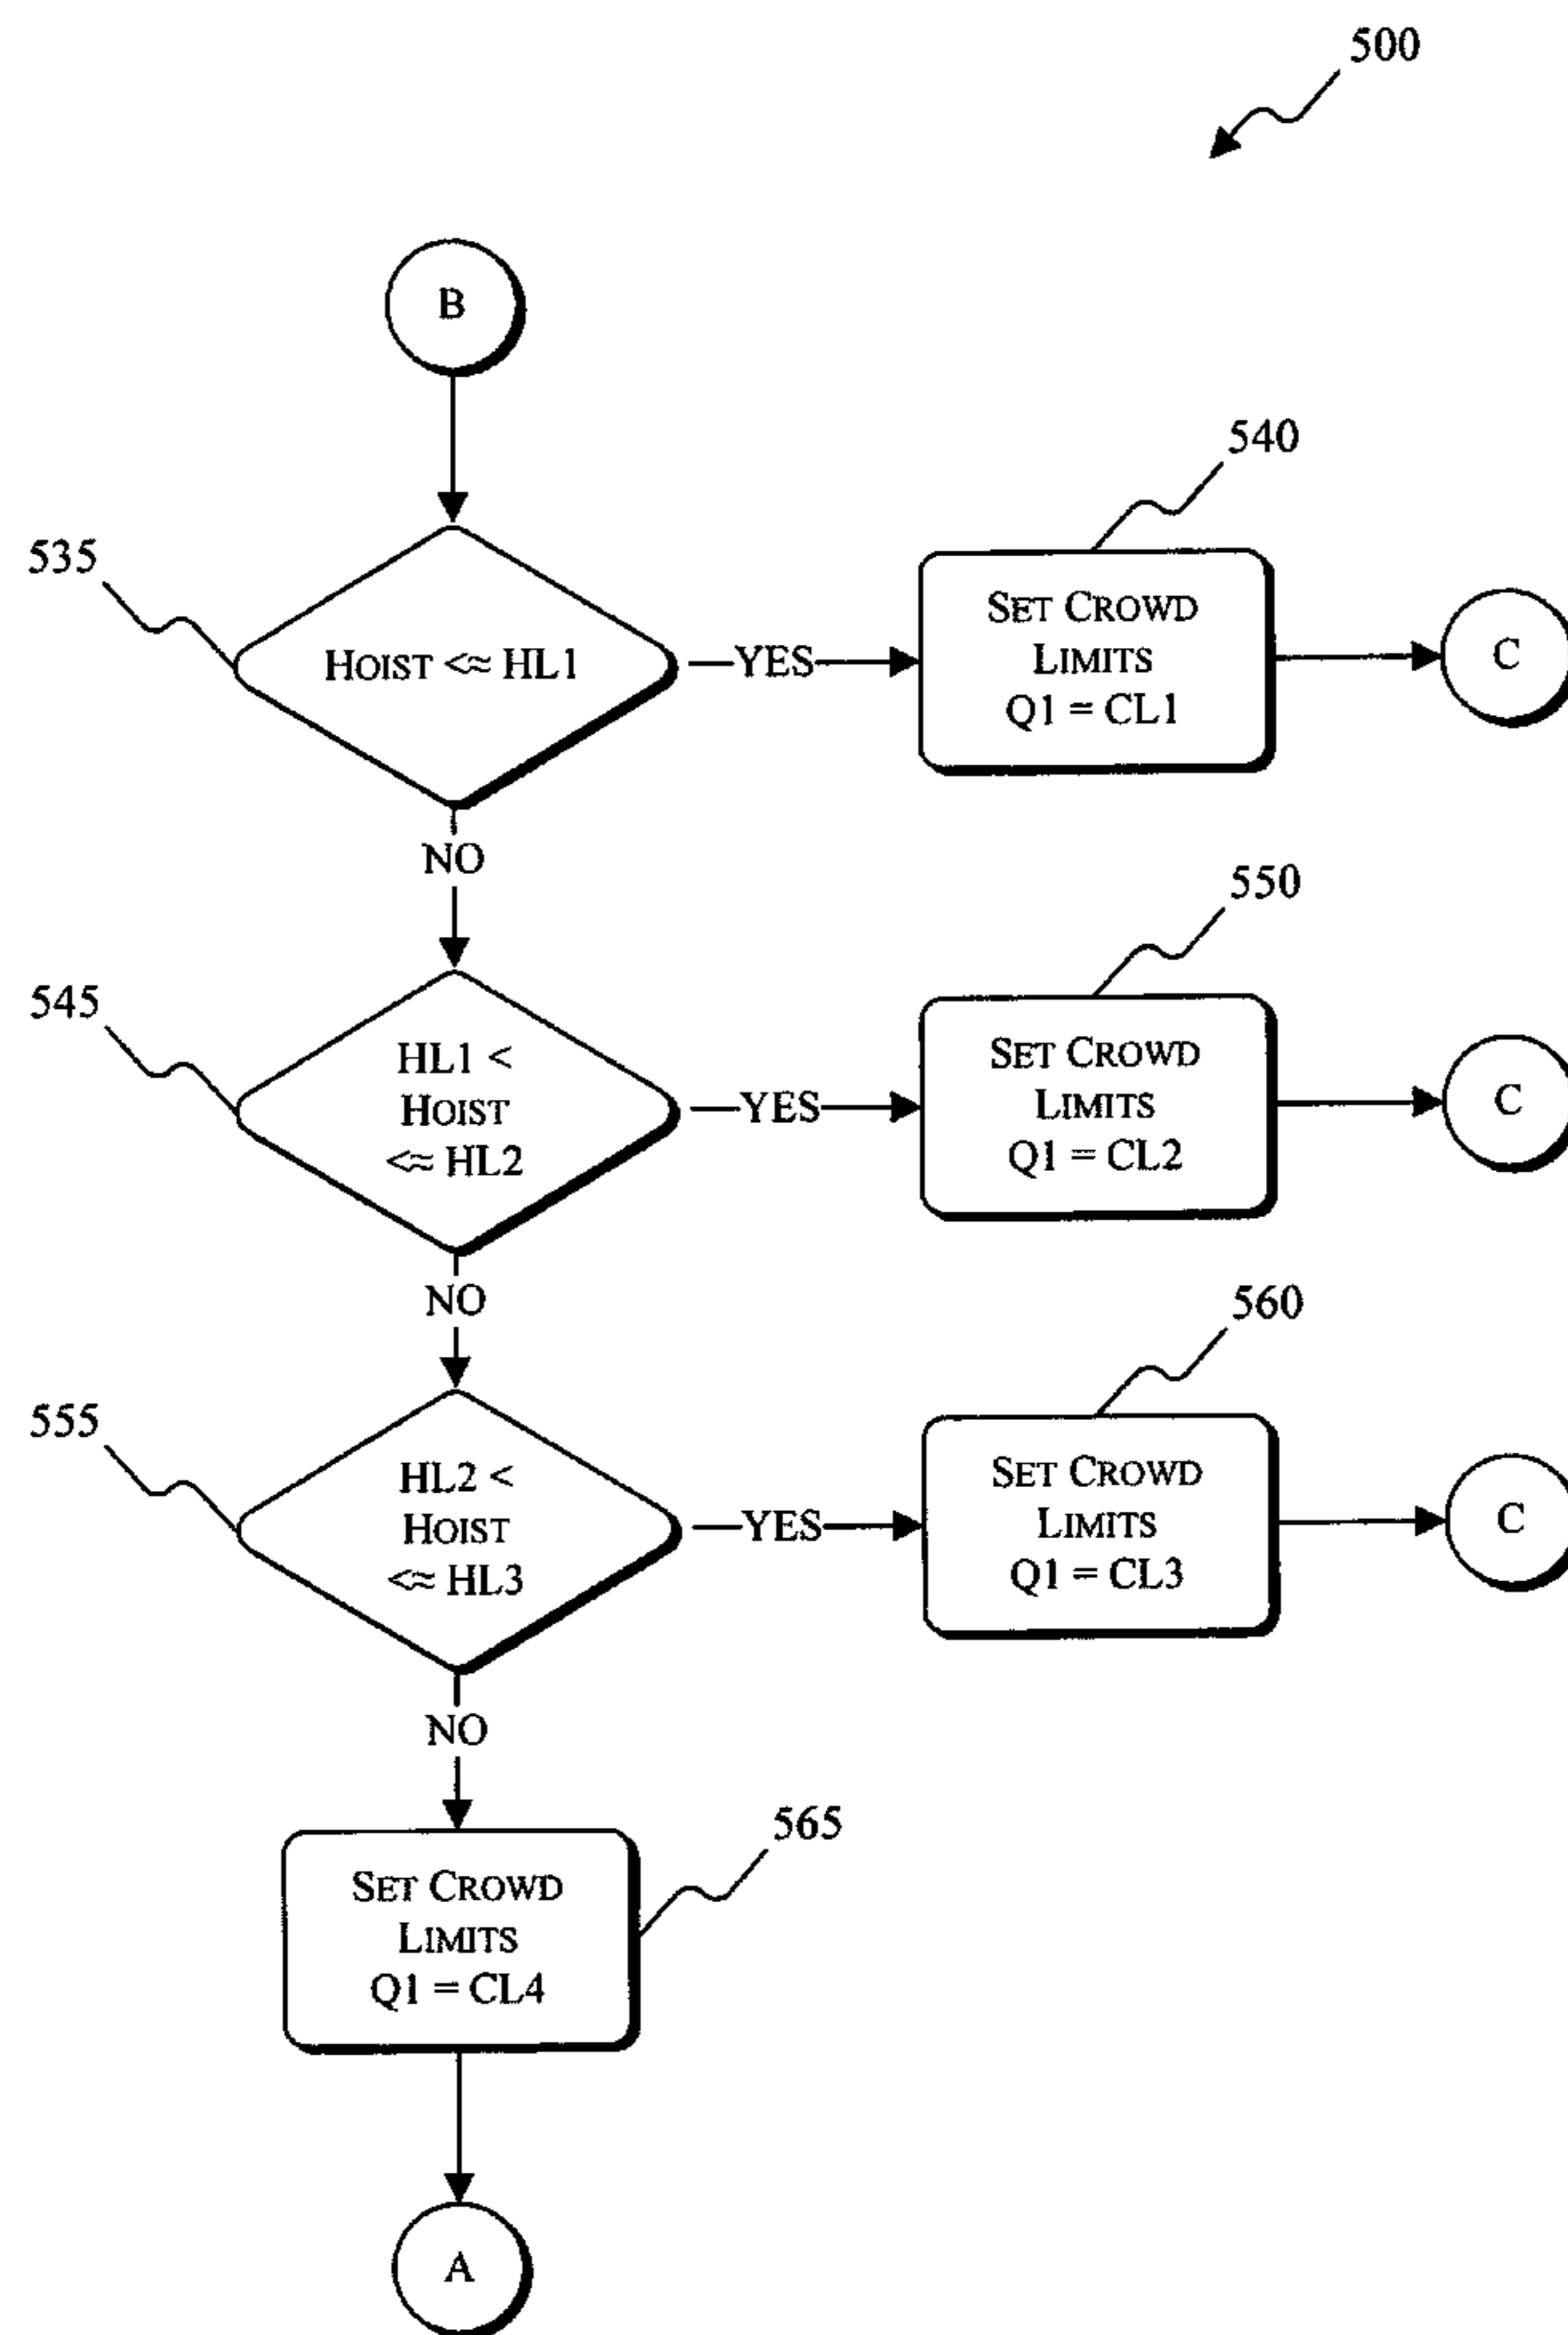 500
B
540
535
HOIST <≈ HL1
YES
SET CROWD
LIMITS
Q1 = CL1
C
NO
550
545
HL1 <
HOIST
<≈ HL2
YES
SET CROWD
LIMITS
Q1 = CL2
C
NO
560
555
HL2 <
HOIST
<≈ HL3
YES
SET CROWD
LIMITS
Q1 = CL3
C
NO
565
SET CROWD
LIMITS
Q1 = CL4
A